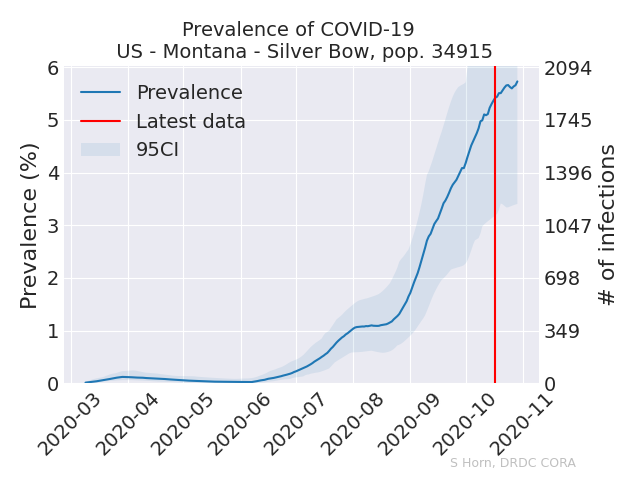 Prevalence of COVID-19
US - Montana - Silver Bow, pop. 34915
Prevalence (%)
6
5
4
3
2
1
0
Prevalence
Latest data
95CI
2094
1745
1396
1047
698
349
0
# of infections
2020-03
2020-04
2020-05
2020-06
2020-07
2020-08
2020-09
2020-10
2020-11
S Horn, DRDC CORA